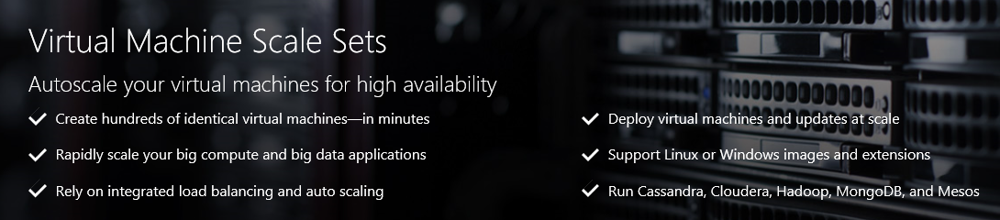 Virtual Machine Scale Sets
Autoscale your virtual machines for high availability
Create hundreds of identical virtual machines—in minutes
Rapidly scale your big compute and big data applications
Rely on integrated load balancing and auto scaling
Deploy virtual machines and updates at scale
Support Linux or Windows images and extensions
Run Cassandra, Cloudera, Hadoop, MongoDB, and Mesos